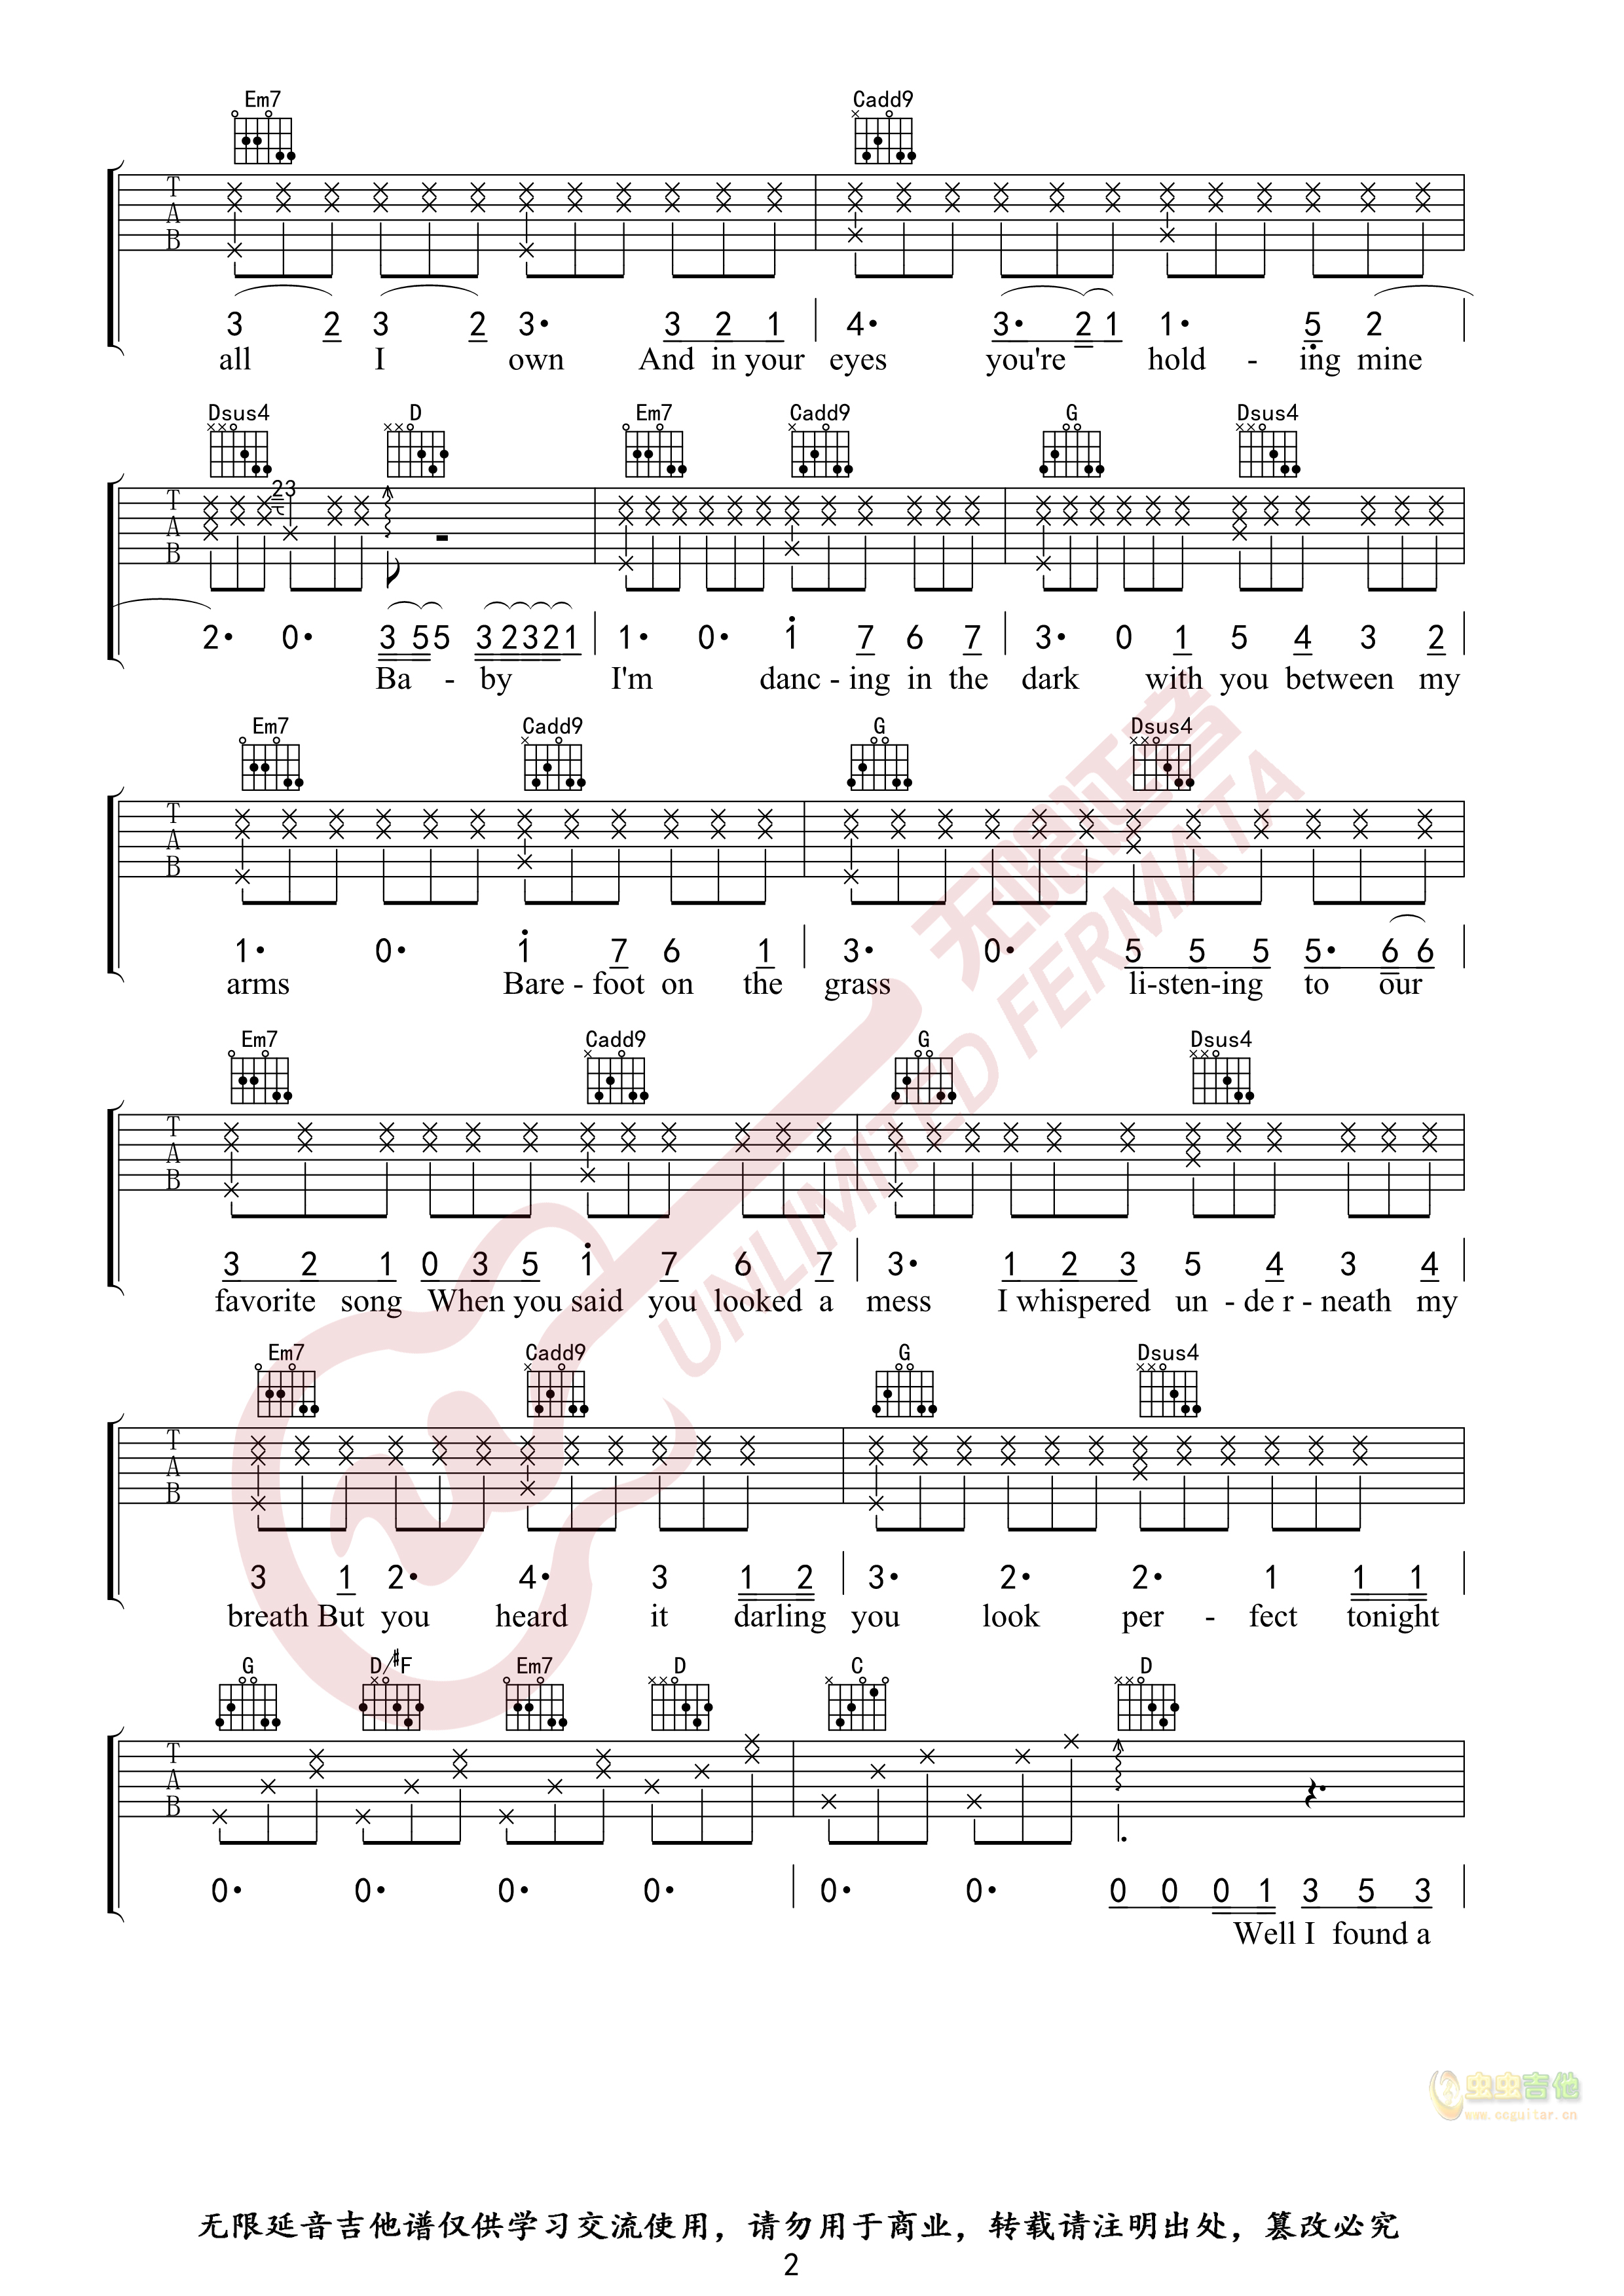 Em7 Cadd9
T
A
B
3 2 3 2 3· 3 2 1 4· 3· 2 1 1· 5 2
all I own And in your eyes you're hold - ing mine
Dsus4 D Em7 Cadd9 G Dsus4
23
T
A
B
2· 0· 3 5 5 3 2 3 2 1 1· 0· 1 7 6 7 3· 0 1 5 4 3 2
Ba - by I'm danc - ing in the dark with you between my
Em7 Cadd9 G Dsus4
T
A
B
1· 0· 1 7 6 1 3· 0· 5 5 5 5· 6 6
arms Bare - foot on the grass li-sten-ing to our
Em7 Cadd9 G Dsus4
T
A
B
3 2 1 0 3 5 1 7 6 7 3· 1 2 3 5 4 3 4
favorite song When you said you looked a mess I whispered un - de r - neath my
Em7 Cadd9 G Dsus4
T
A
B
3 1 2· 4· 3 1 2 3· 2· 2· 1 1 1
breath But you heard it darling you look per - fect tonight
G D/#F Em7 D C D
T
A
B
0· 0· 0· 0· 0· 0· 0 0 0 1 3 5 3
Well I found a
无限延音
UNLIMITED FERMATA
虫虫吉他
www.ccguitar.cn
无限延音吉他谱仅供学习交流使用，请勿用于商业，转载请注明出处，篡改必究
2